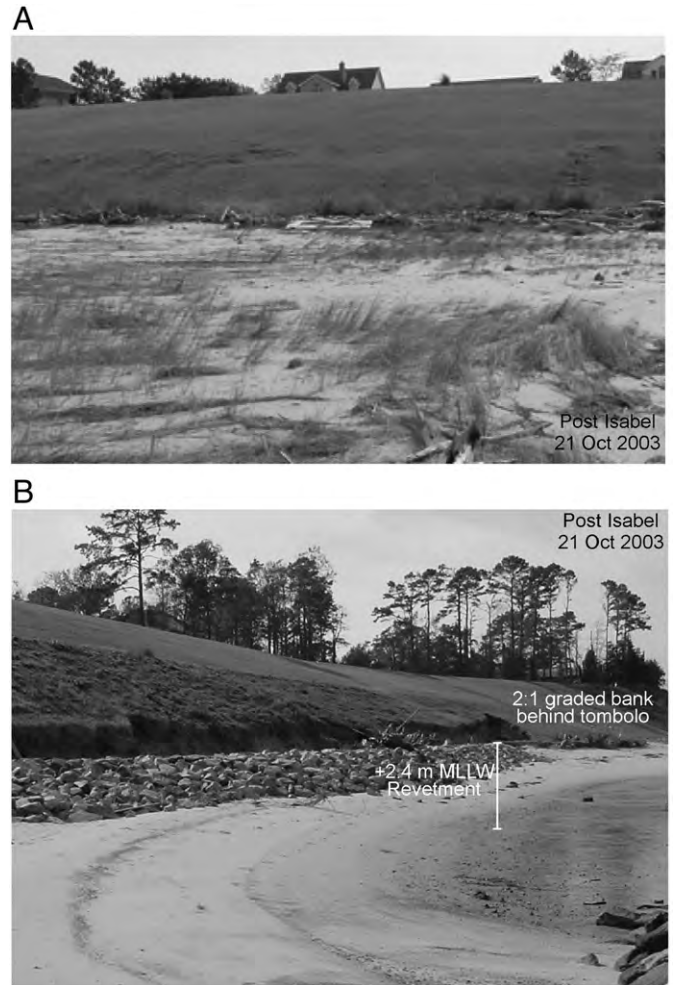 A
Post Isabel
21 Oct 2003
B
Post Isabel
21 Oct 2003
2:1 graded bank
behind tombolo
+2.4 m MLLW
Revetment